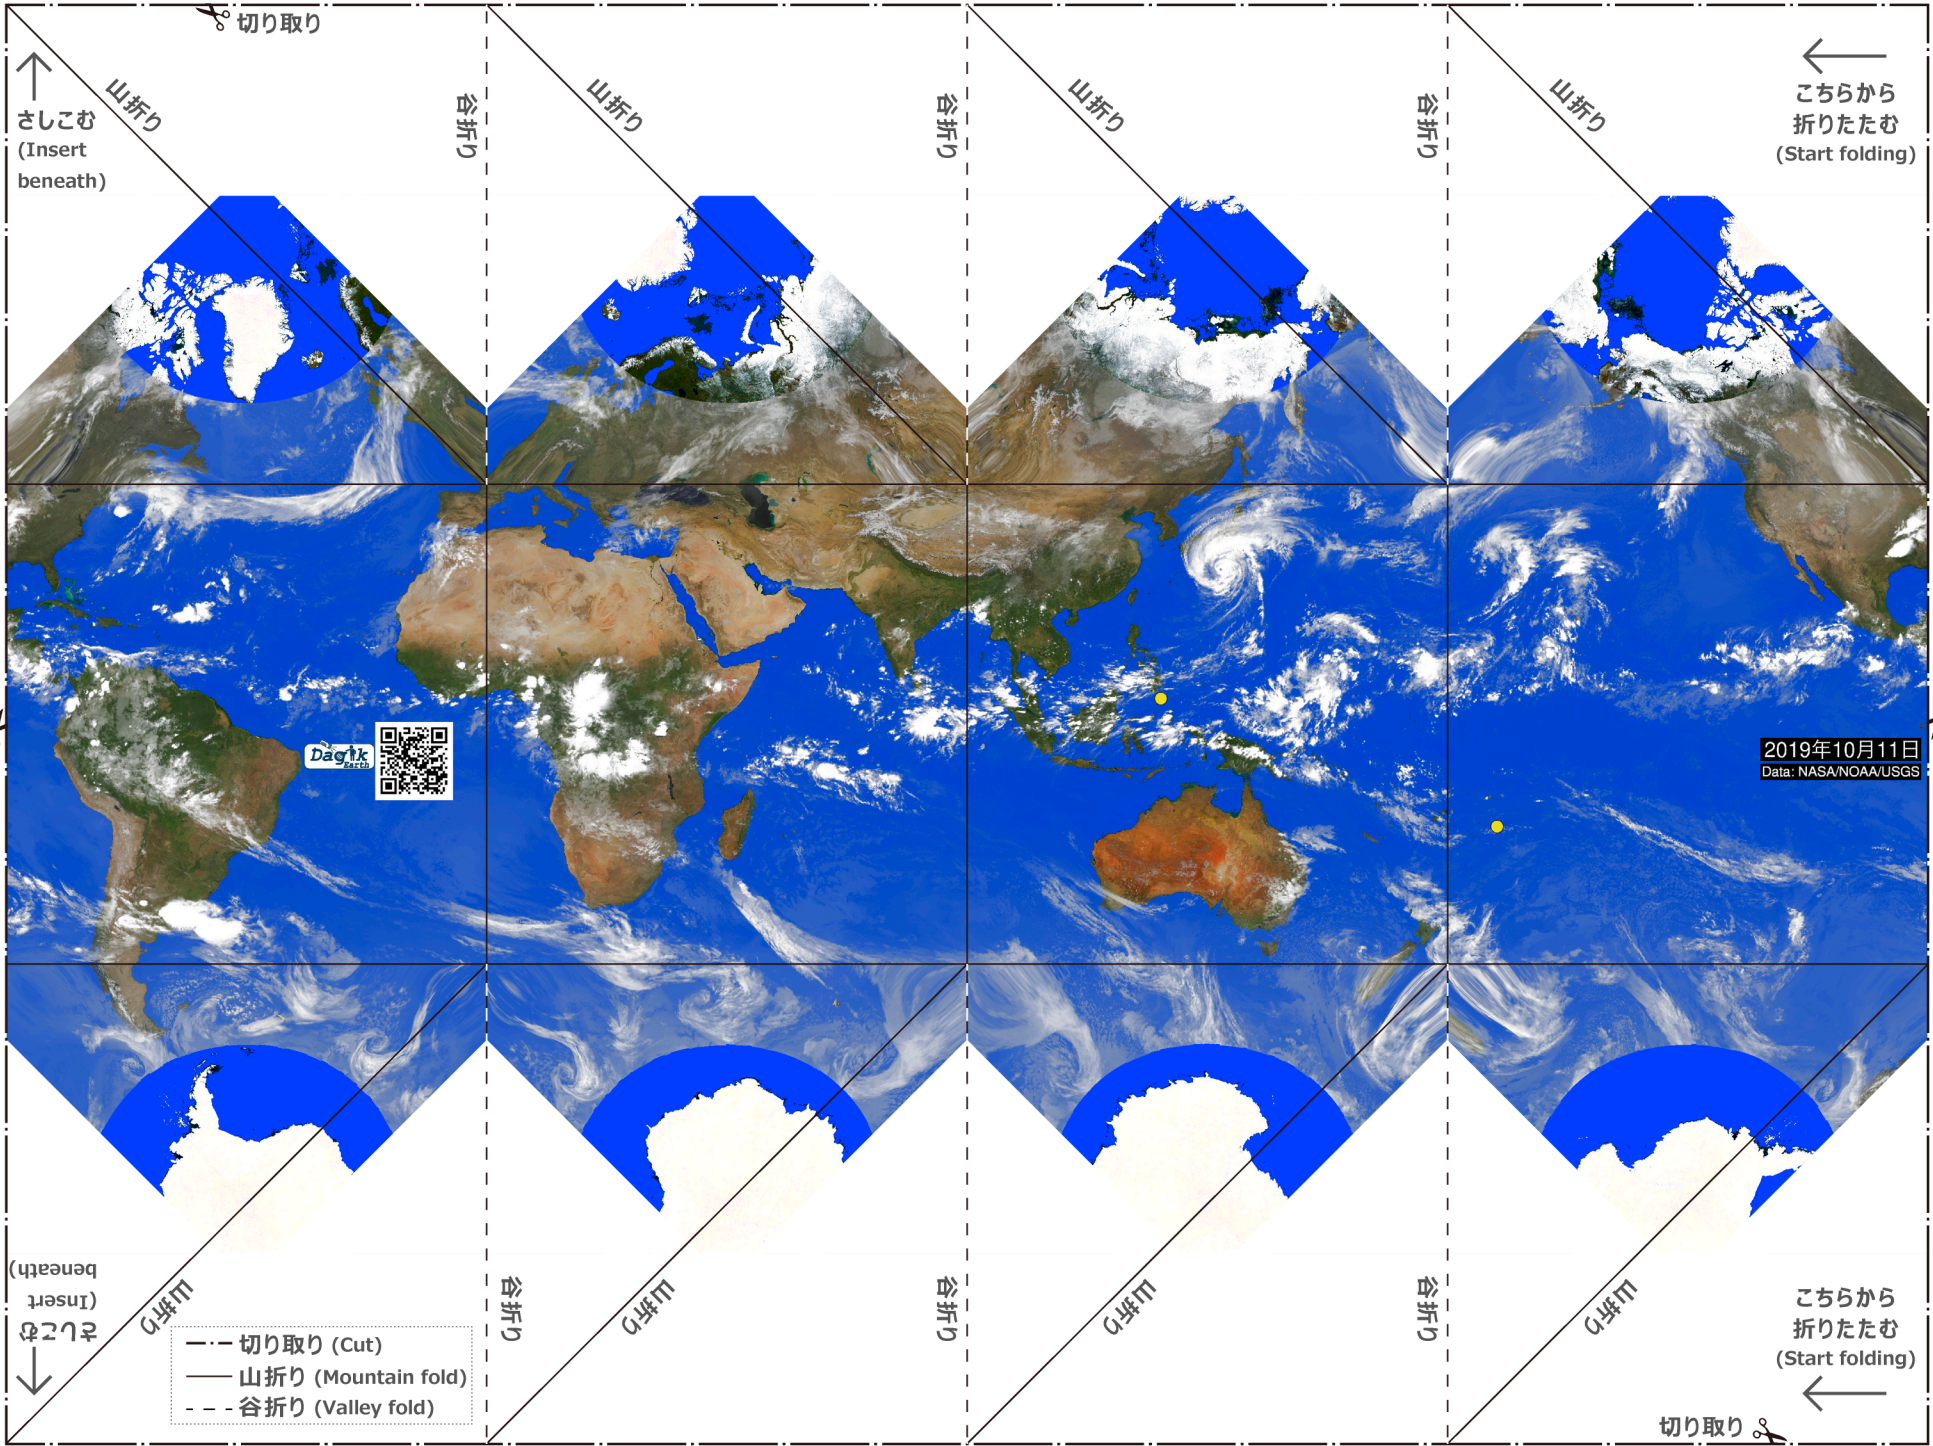 切り取り
山折り
谷折り
山折り
谷折り
山折り
谷折り
山折り
さしこむ
(Insert
beneath)
こちらから
折りたたむ
(Start folding)
Dagik
Earth
2019年10月11日
Data: NASA/NOAA/USGS
さしこむ
(Insert
beneath)
山折り
谷折り
山折り
谷折り
山折り
谷折り
山折り
こちらから
折りたたむ
(Start folding)
切り取り (Cut)
山折り (Mountain fold)
谷折り (Valley fold)
切り取り